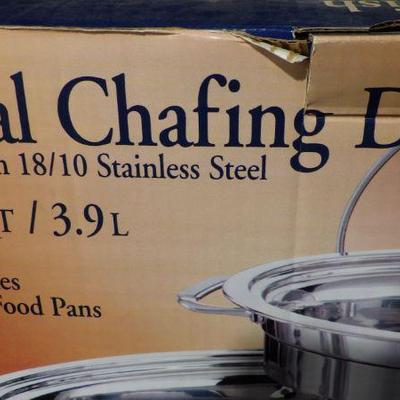 al Chafing D
n 18/10 Stainless Steel
T / 3.9 L
es
Food Pans